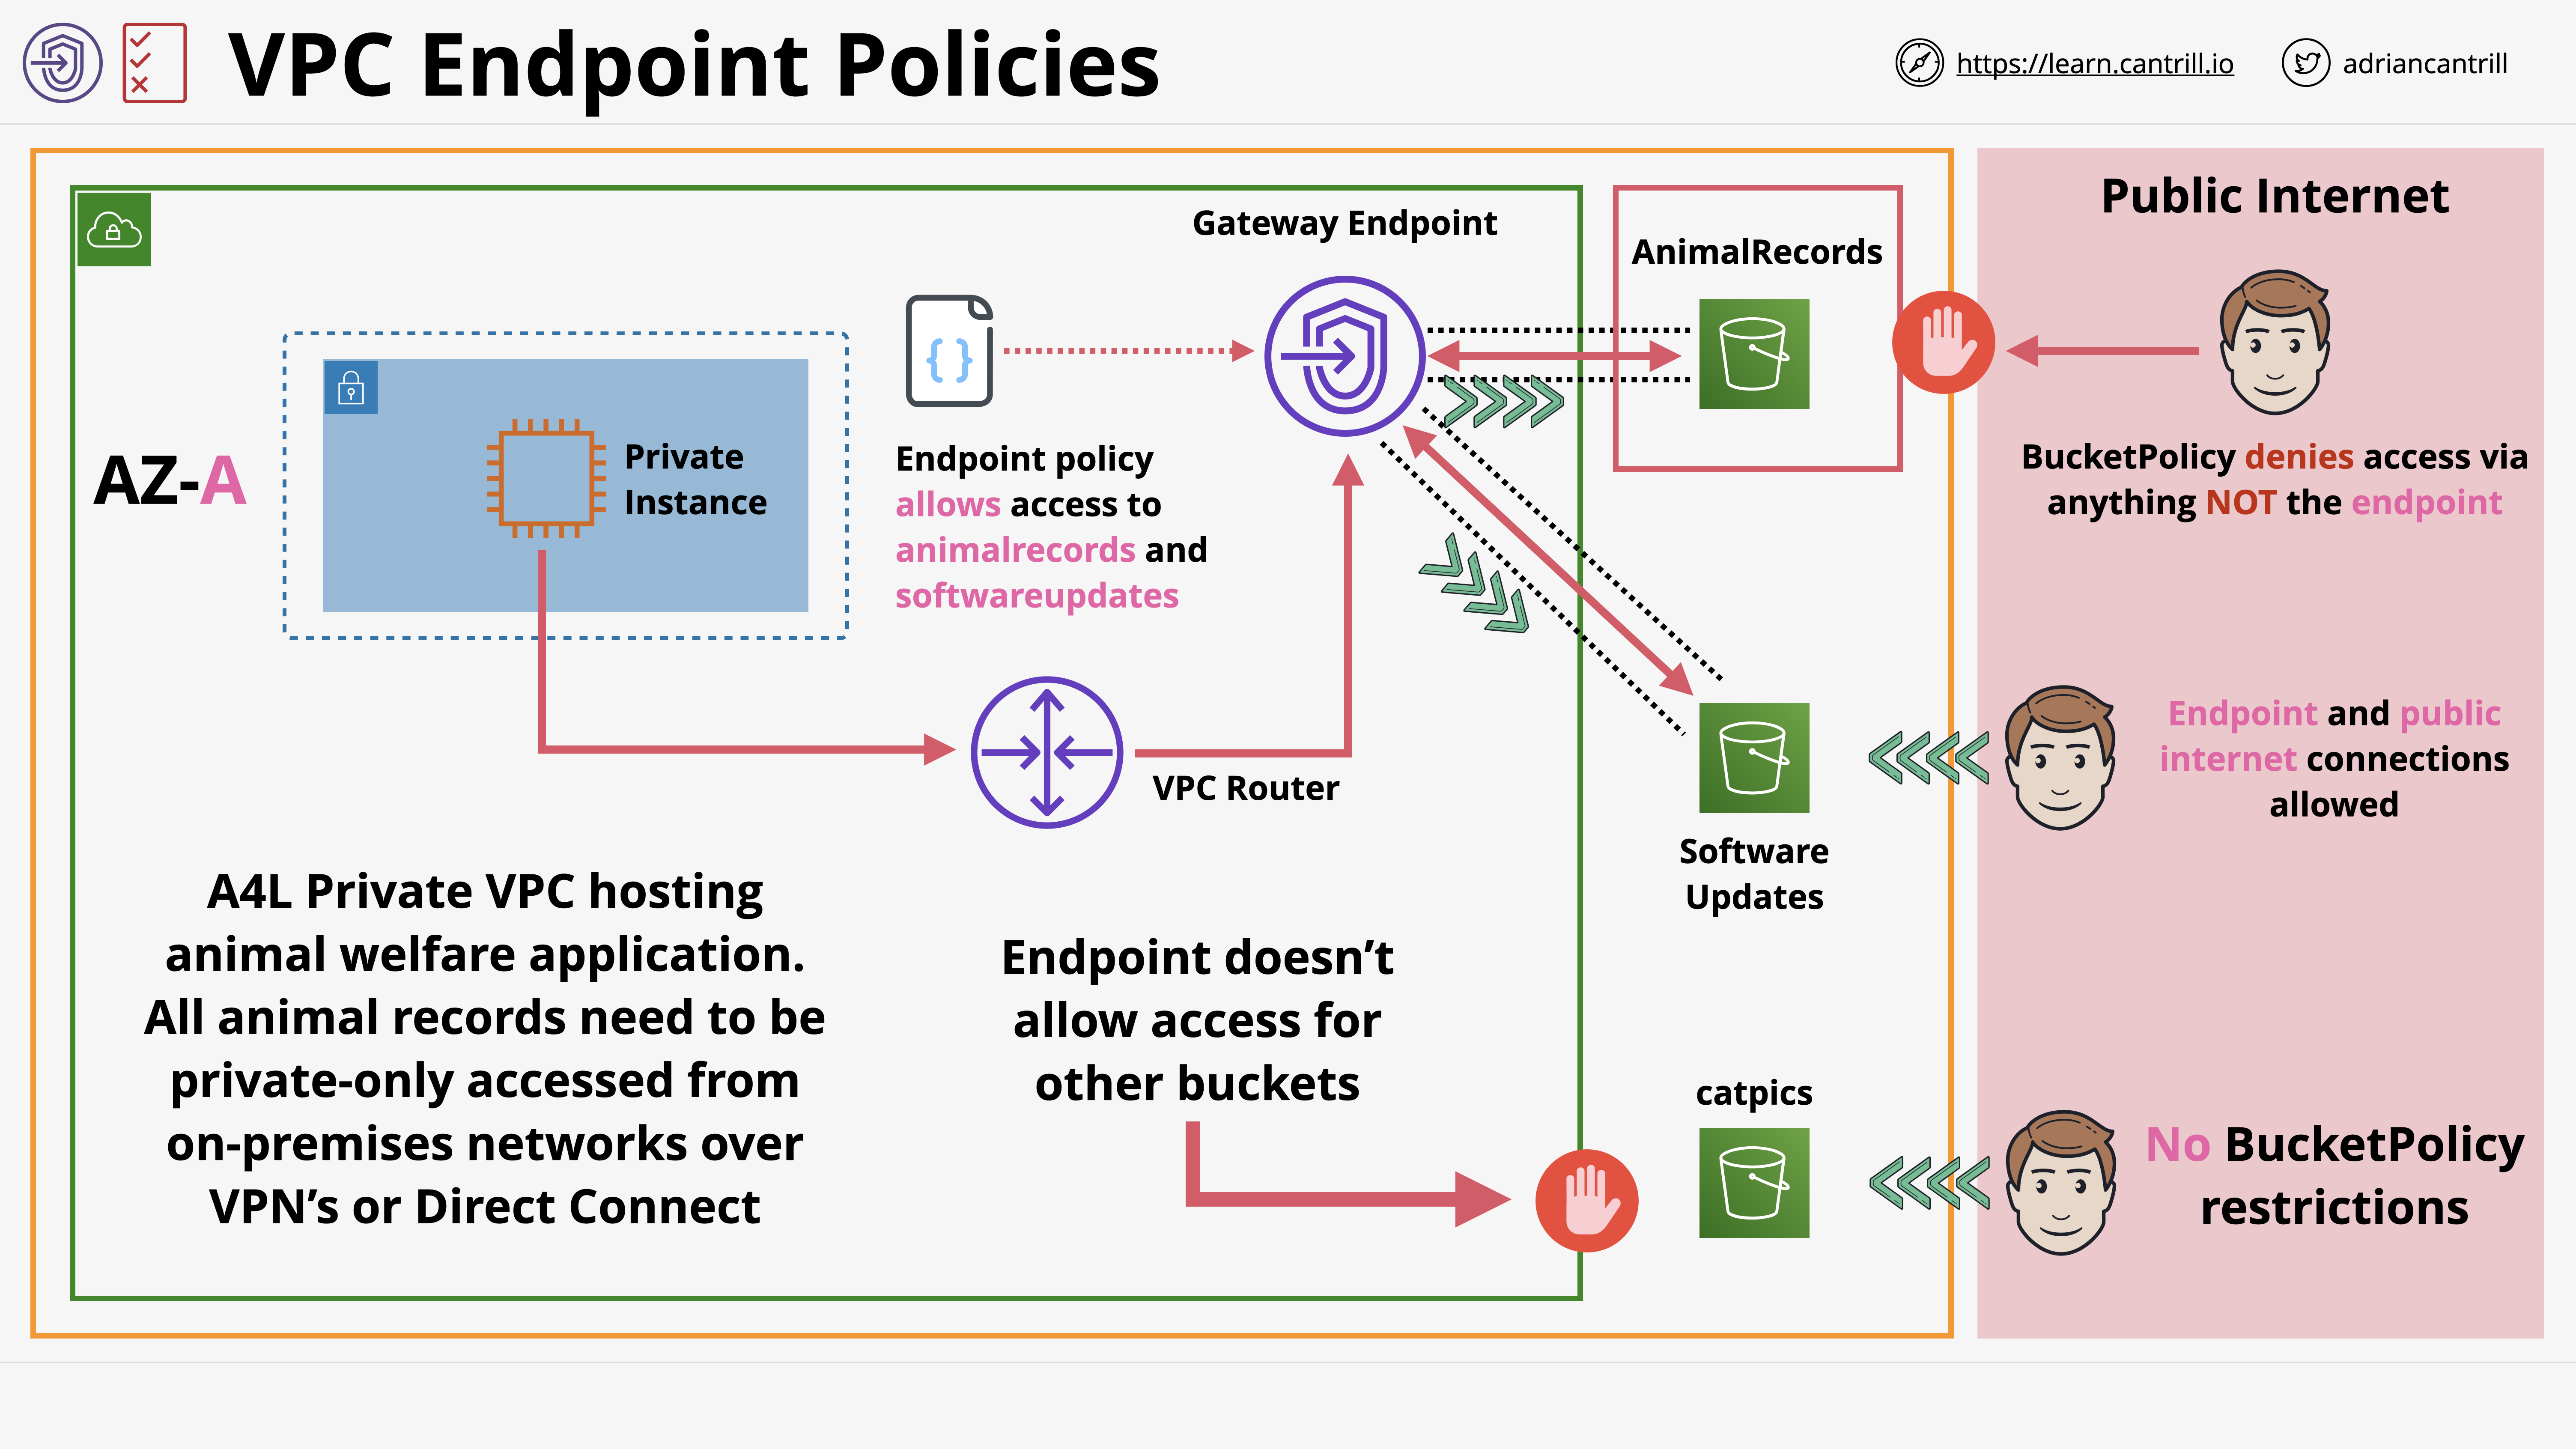 VPC Endpoint Policies
https://learn.cantrill.io
adriancantrill
Public Internet
Gateway Endpoint
AnimalRecords
{ }
AZ-A
Private
Instance
Endpoint policy
allows access to
animalrecords and
softwareupdates
BucketPolicy denies access via
anything NOT the endpoint
VPC Router
Endpoint and public
internet connections
allowed
Software
Updates
A4L Private VPC hosting
animal welfare application.
All animal records need to be
private-only accessed from
on-premises networks over
VPN’s or Direct Connect
Endpoint doesn’t
allow access for
other buckets
catpics
No BucketPolicy
restrictions